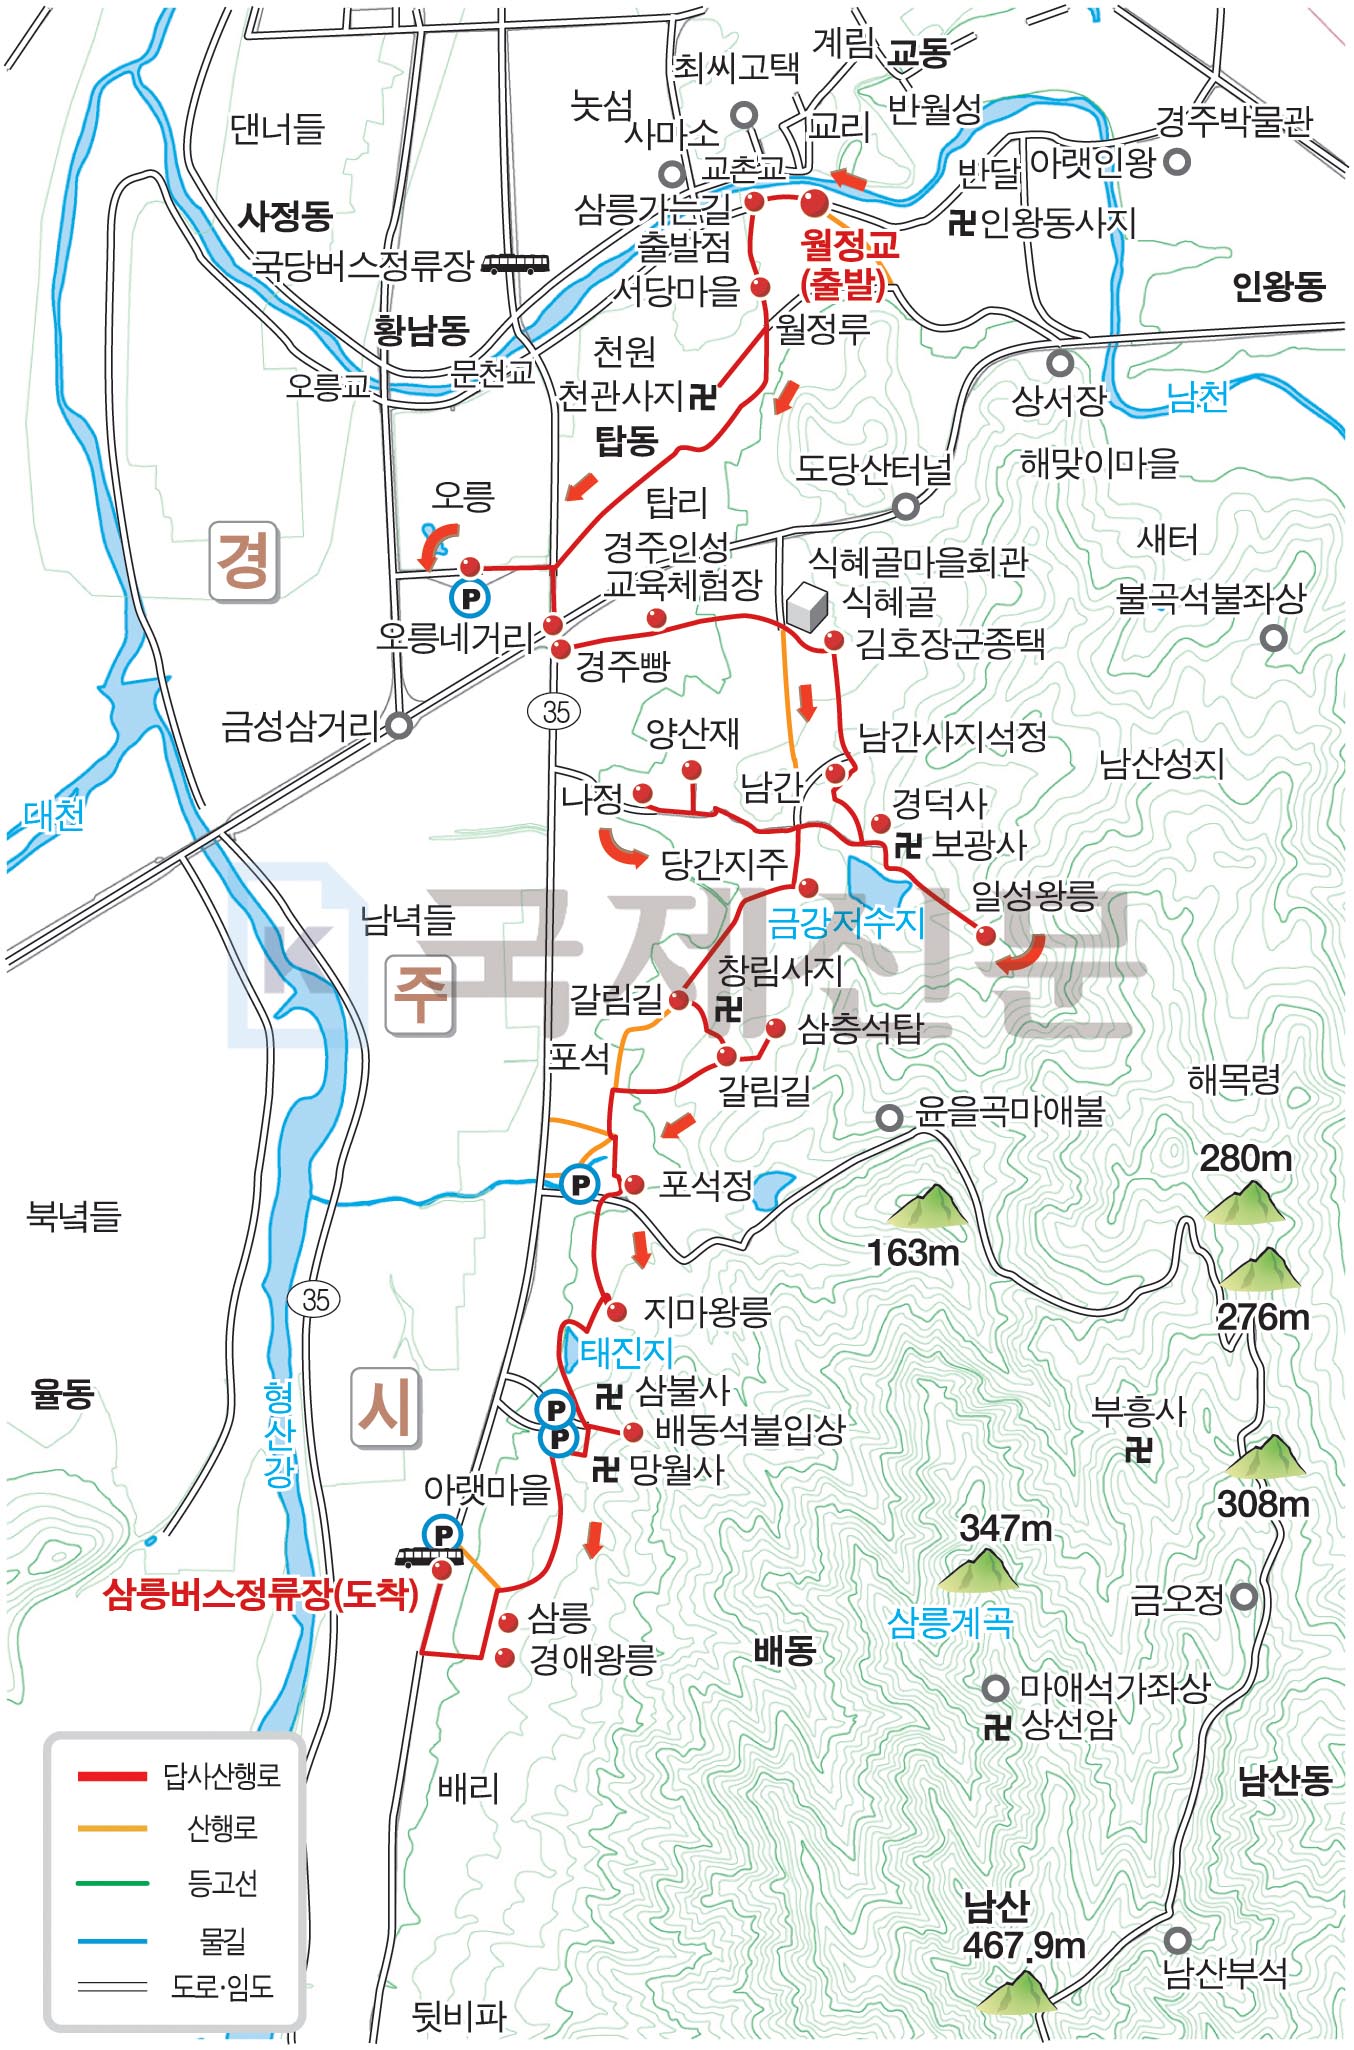 계림
교동
최씨고택
댄너들
놋섬
사마소
교리
반월성
경주박물관
교촌교
반달
아랫인왕
사정동
삼릉가는길
출발점
인왕동사지
월정교
(출발)
국당버스정류장
서당마을
인왕동
황남동
월정루
천원
오릉교
문천교
천관사지
상서장
남천
탑동
도당산터널
해맞이마을
오릉
탑리
새터
경
경주인성
교육체험장
식혜골마을회관
식혜골
불곡석불좌상
P
오릉네거리
김호장군종택
경주빵
35
금성삼거리
양산재
남간사지석정
남산성지
나정
남간
대천
경덕사
보광사
당간지주
일성왕릉
남녘들
금강저수지
K 국제신문
주
창림사지
갈림길
삼층석탑
포석
갈림길
해목령
윤을곡마애불
280m
P
포석정
북녘들
163m
35
276m
지마왕릉
태진지
율동
시
삼불사
형산강
P
P
배동석불입상
부흥사
망월사
아랫마을
308m
347m
P
삼릉버스정류장(도착)
금오정
삼릉
삼릉계곡
경애왕릉
배동
마애석가좌상
상선암
답사산행로
배리
남산동
산행로
등고선
남산
467.9m
물길
남산부석
도로·임도
뒷비파